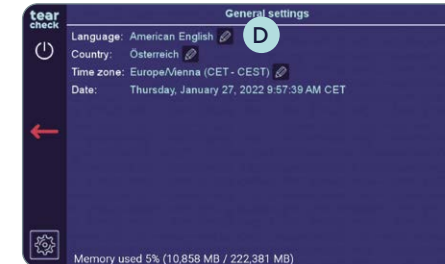 tear
check
General settings
Language: American English
D
Country: Österreich
Time zone: Europe/Vienna (CET - CEST)
Date: Thursday, January 27, 2022 9:57:39 AM CET
Memory used 5% (10,858 MB / 222,381 MB)